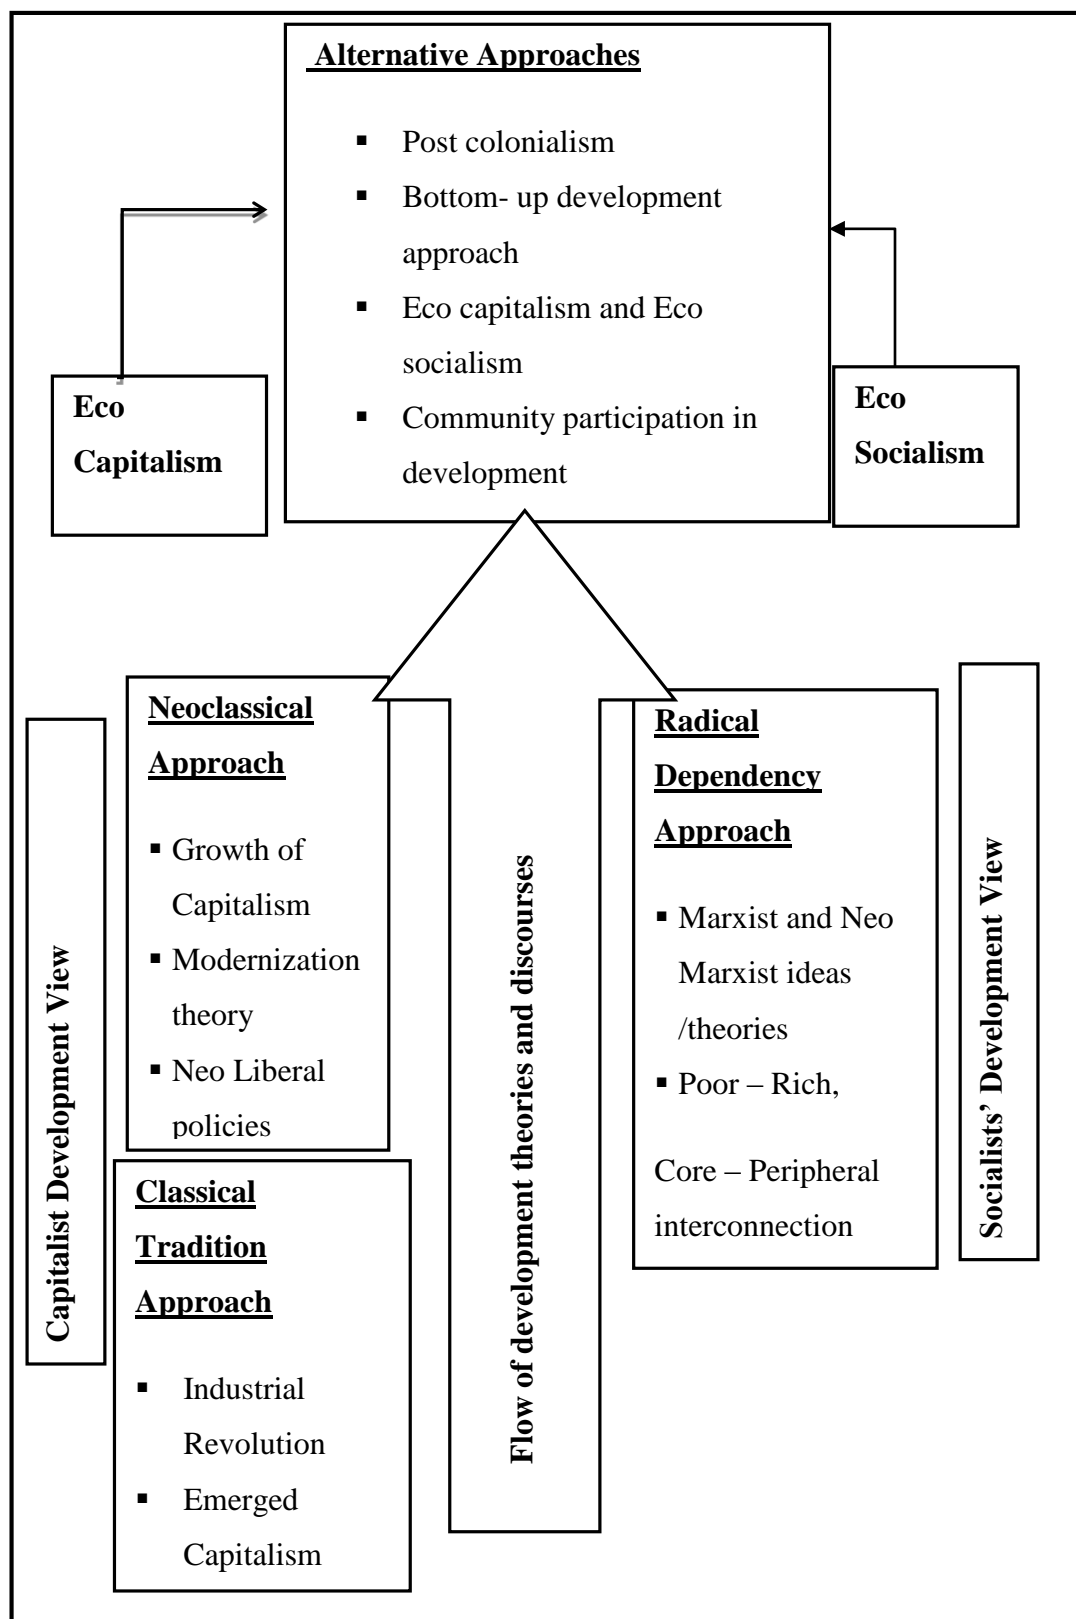 Alternative Approaches
▪ Post colonialism
▪ Bottom- up development
approach
▪ Eco capitalism and Eco
socialism
▪ Community participation in
development
Eco
Capitalism
Eco
Socialism
Capitalist Development View
Neoclassical
Approach
▪ Growth of
Capitalism
▪ Modernization
theory
▪ Neo Liberal
policies
Classical
Tradition
Approach
▪ Industrial
Revolution
▪ Emerged
Capitalism
Flow of development theories and discourses
Radical
Dependency
Approach
▪ Marxist and Neo
Marxist ideas
/theories
▪ Poor – Rich,
Core – Peripheral
interconnection
Socialists’ Development View